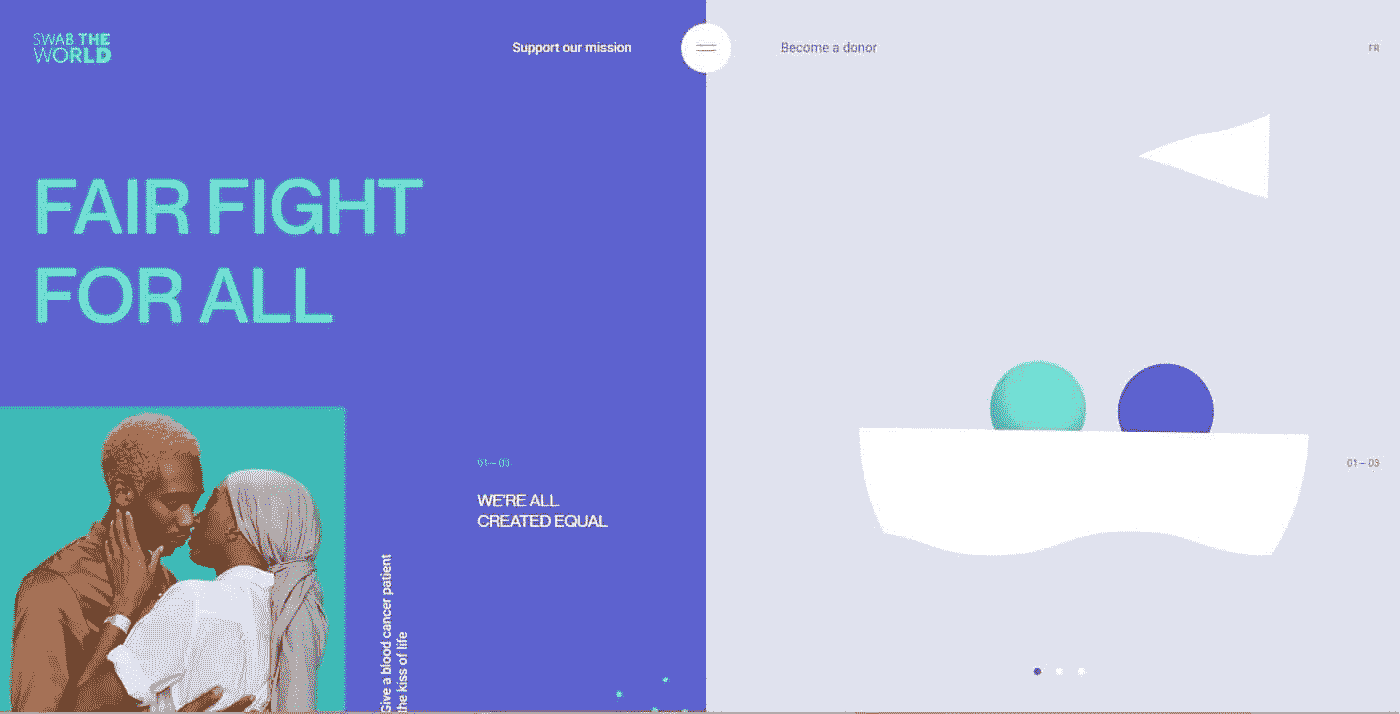 SWAB THE
WORLD
Support our mission
Become a donor
FR
FAIR FIGHT
FOR ALL
01 – 03
WE'RE ALL
CREATED EQUAL
Give a blood cancer patient
the kiss of life
01 – 03